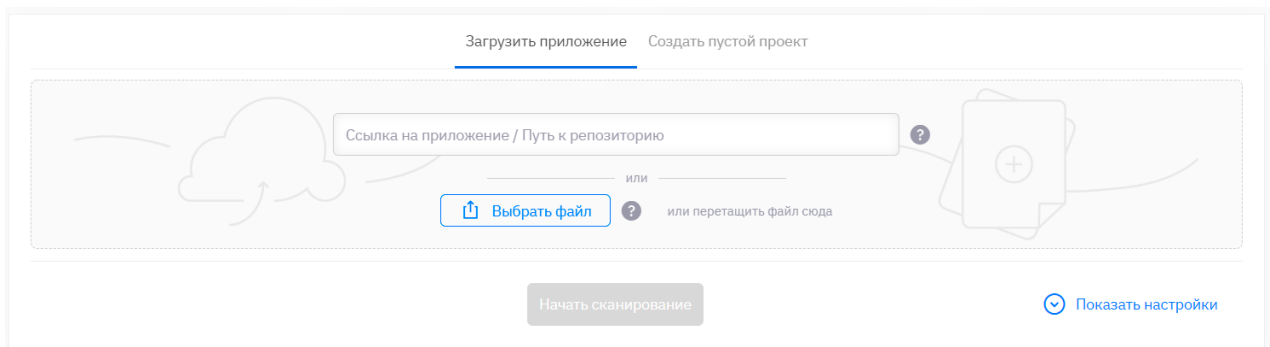 Загрузить приложение Создать пустой проект
Ссылка на приложение / Путь к репозиторию ?
или
Выбрать файл ? или перетащить файл сюда
Начать сканирование Показать настройки